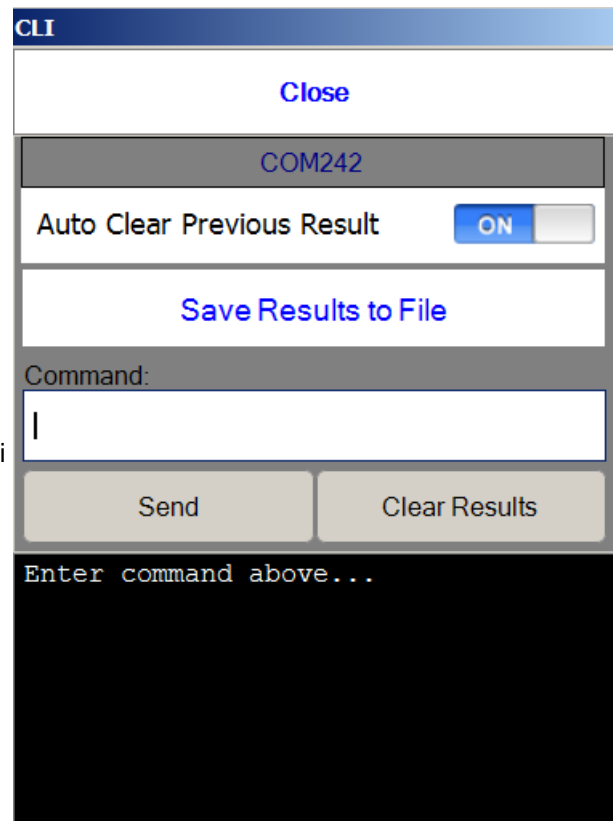 CLI
Close
COM242
Auto Clear Previous Result ON
Save Results to File
Command:
i
Send Clear Results
Enter command above...